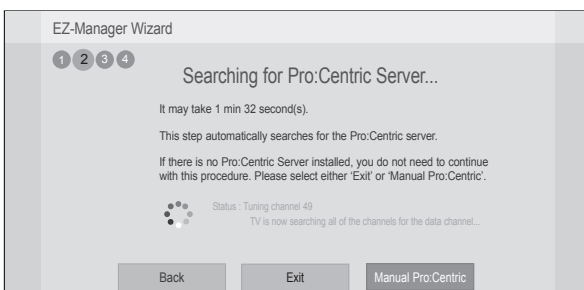 EZ-Manager Wizard
1 2 3 4
Searching for Pro:Centric Server...
It may take 1 min 32 second(s).
This step automatically searches for the Pro:Centric server.
If there is no Pro:Centric Server installed, you do not need to continue
with this procedure. Please select either ‘Exit’ or ‘Manual Pro:Centric’.
Status : Tuning channel 49
TV is now searching all of the channels for the data channel...
Back Exit Manual Pro:Centric